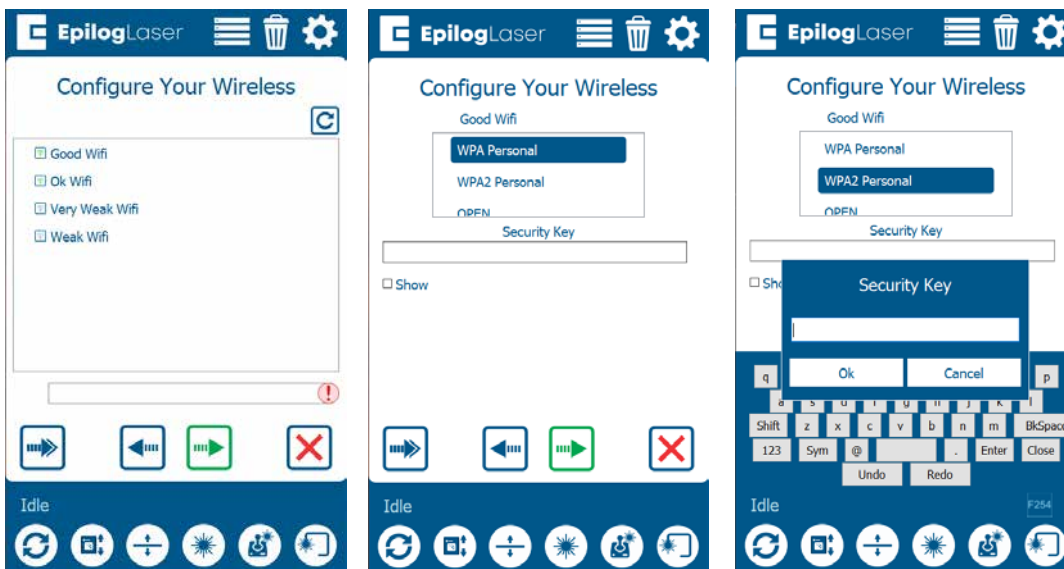 EpilogLaser
Configure Your Wireless
Good Wifi
Ok Wifi
Very Weak Wifi
Weak Wifi
Idle
EpilogLaser
Configure Your Wireless
Good Wifi
WPA Personal
WPA2 Personal
OPEN
Security Key
Show
Idle
EpilogLaser
Configure Your Wireless
Good Wifi
WPA Personal
WPA2 Personal
OPEN
Security Key
Security Key
Ok Cancel
q p
Shift z x c v b n m BkSpace
123 Sym @ . Enter Close
Undo Redo
Idle F254